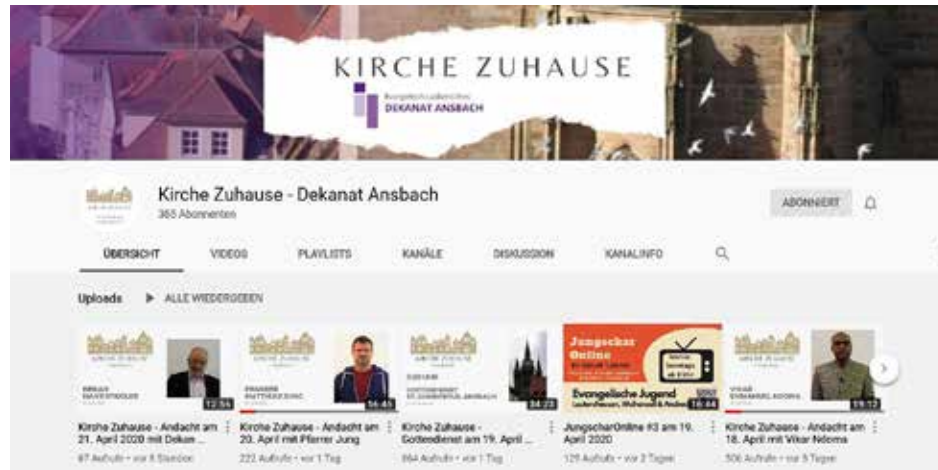 KIRCHE ZUHAUSE
DEKANAT ANSBACH
Kirche Zuhause - Dekanat Ansbach
365 Abonnenten
ABONNIERT
ÜBERSICHT VIDEOS PLAYLISTS KANÄLE DISKUSSION KANALINFO
Uploads ALLE WIEDERGEBEN
Jungschar
Online
Evangelische Jugend
12:56
56:45
34:23
18:44
19:12
Kirche Zuhause - Andacht am
21. April 2020 mit Dekan ...
87 Aufrufe • vor 8 Stunden
Kirche Zuhause - Andacht am
20. April mit Pfarrer Jung
222 Aufrufe • vor 1 Tag
Kirche Zuhause -
Gottesdienst am 19. April ...
864 Aufrufe • vor 1 Tag
JungscharOnline #3 am 19.
April 2020
129 Aufrufe • vor 2 Tagen
Kirche Zuhause - Andacht am
18. April mit Vikar Ndoma
506 Aufrufe • vor 3 Tagen